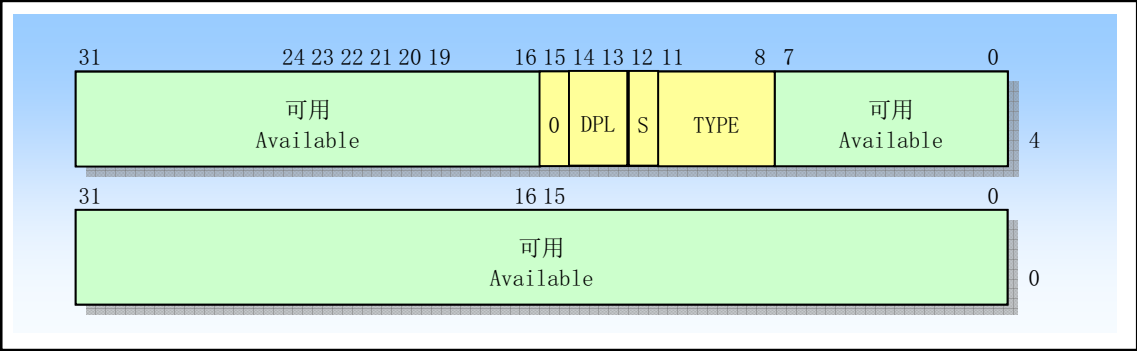 31 24 23 22 21 20 19 16 15 14 13 12 11 8 7 0
可用 可用
0 DPL S TYPE
Available Available 4
31 16 15 0
可用
Available 0